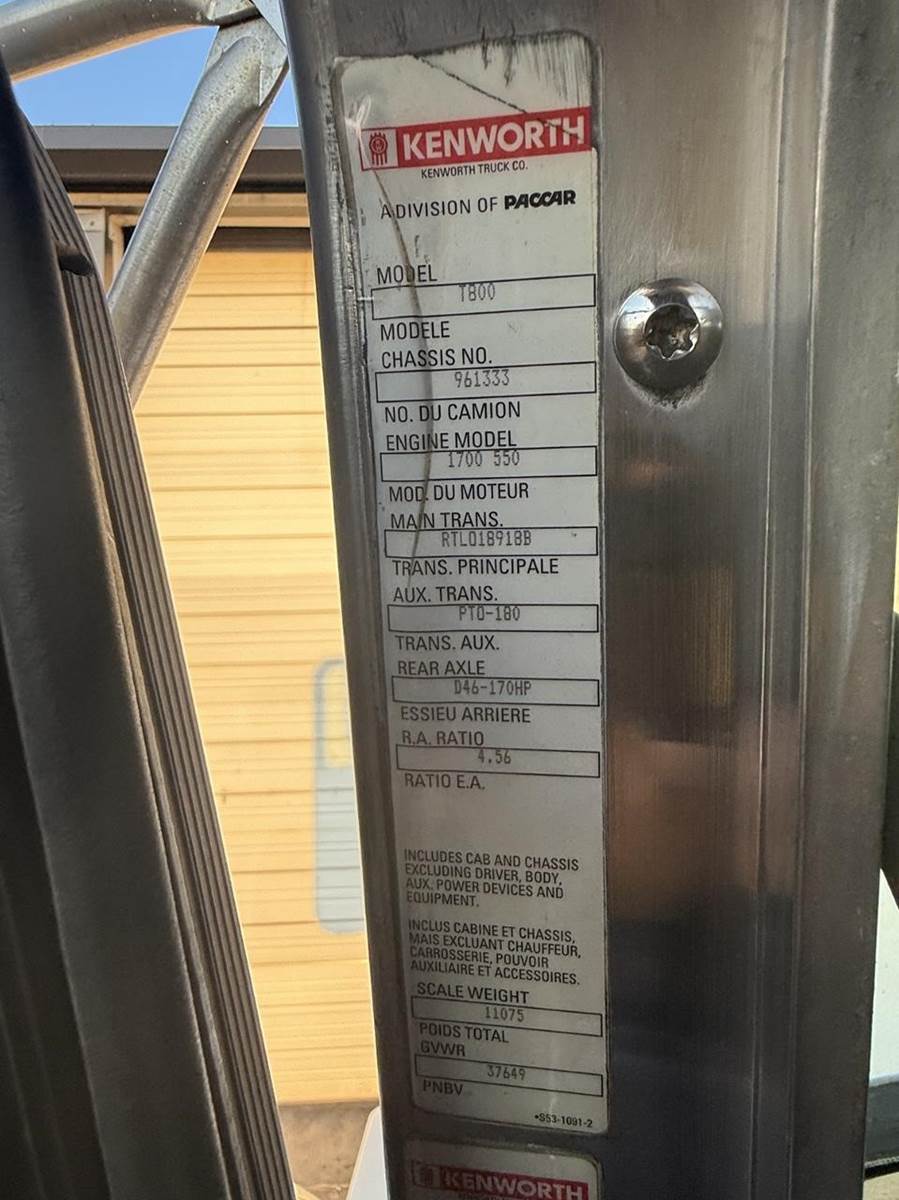 KENWORTH
KENWORTH TRUCK CO.
A DIVISION OF PACCAR
MODEL
T800
MODELE
CHASSIS NO.
961333
NO. DU CAMION
ENGINE MODEL
1700 550
MOD. DU MOTEUR
MAIN TRANS.
RTLO18918B
TRANS. PRINCIPALE
AUX. TRANS.
PTO-180
TRANS. AUX.
REAR AXLE
D46-170HP
ESSIEU ARRIERE
R.A. RATIO
4.56
RATIO E.A.
INCLUDES CAB AND CHASSIS
EXCLUDING DRIVER, BODY,
AUX. POWER DEVICES AND
EQUIPMENT.
INCLUS CABINE ET CHASSIS,
MAIS EXCLUANT CHAUFFEUR,
CARROSSERIE, POUVOIR
AUXILIAIRE ET ACCESSOIRES.
SCALE WEIGHT
11075
POIDS TOTAL
GVWR
37649
PNBV
•S53-1091-2
KENWORTH
KENWORTH TRUCK CO.